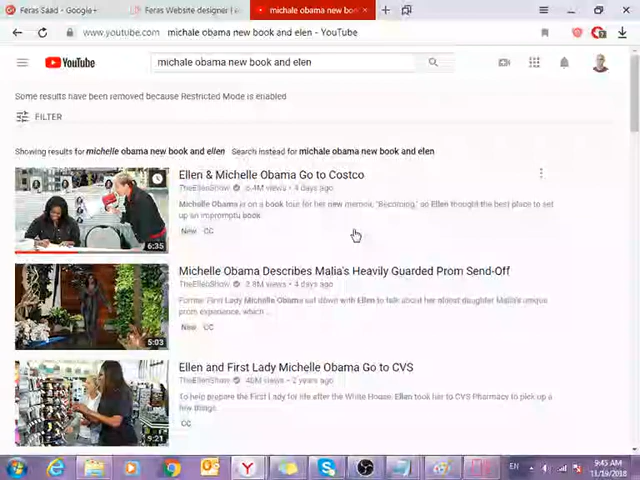 Feras Saad - Google+
Feras Website designer |
michale obama new bo
www.youtube.com michale obama new book and elen - YouTube
YouTube
michale obama new book and elen
Some results have been removed because Restricted Mode is enabled
FILTER
Showing results for michelle obama new book and ellen Search instead for michale obama new book and elen
Ellen & Michelle Obama Go to Costco
TheEllenShow 6.4M views • 4 days ago
Michelle Obama is on a book tour for her new memoir, "Becoming," so Ellen thought the best place to set
up an impromptu book
New CC
6:35
Michelle Obama Describes Malia's Heavily Guarded Prom Send-Off
TheEllenShow 2.8M views • 4 days ago
Former First Lady Michelle Obama sat down with Ellen to talk about her oldest daughter Malia's unique
prom experience, which ...
New CC
5:03
Ellen and First Lady Michelle Obama Go to CVS
TheEllenShow 46M views • 2 years ago
To help prepare the First Lady for life after the White House, Ellen took her to CVS Pharmacy to pick up a
few things.
CC
9:21
EN
9:45 AM
11/19/2018